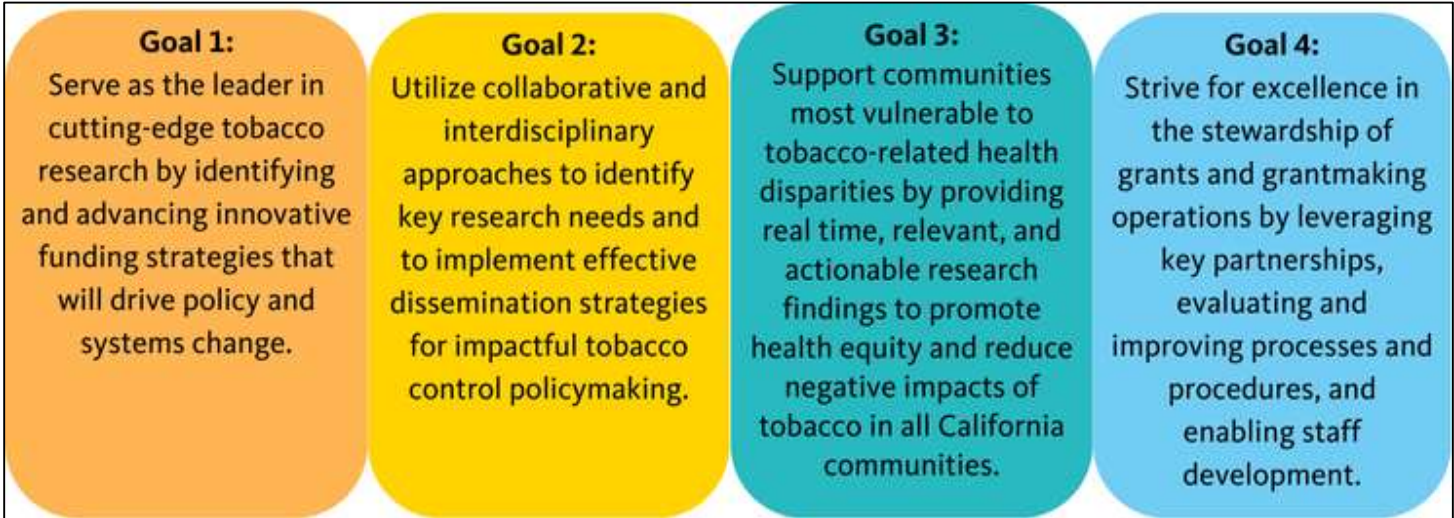 Goal 1:
Serve as the leader in
cutting-edge tobacco
research by identifying
and advancing innovative
funding strategies that
will drive policy and
systems change.
Goal 2:
Utilize collaborative and
interdisciplinary
approaches to identify
key research needs and
to implement effective
dissemination strategies
for impactful tobacco
control policymaking.
Goal 3:
Support communities
most vulnerable to
tobacco-related health
disparities by providing
real time, relevant, and
actionable research
findings to promote
health equity and reduce
negative impacts of
tobacco in all California
communities.
Goal 4:
Strive for excellence in
the stewardship of
grants and grantmaking
operations by leveraging
key partnerships,
evaluating and
improving processes and
procedures, and
enabling staff
development.